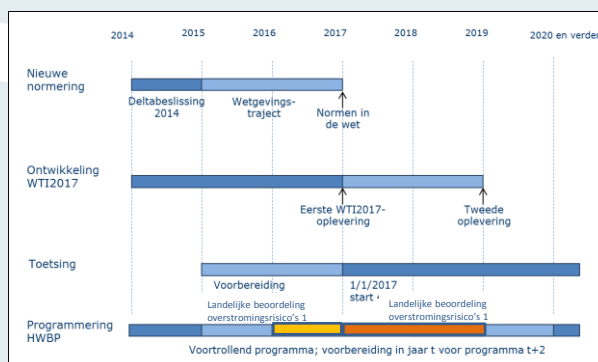 2014 2015 2016 2017 2018 2019 2020 en verder
Nieuwe
normering
Deltabeslissing
2014
Wetgevings-
traject
Normen in
de wet
Ontwikkeling
WTI2017
Eerste WTI2017-
oplevering
Tweede
oplevering
Toetsing
Voorbereiding
1/1/2017
start
Landelijke beoordeling
overstromingsrisico's 1
Landelijke beoordeling
overstromingsrisico's 1
Programmering
HWBP
Voortrollend programma; voorbereiding in jaar t voor programma t+2